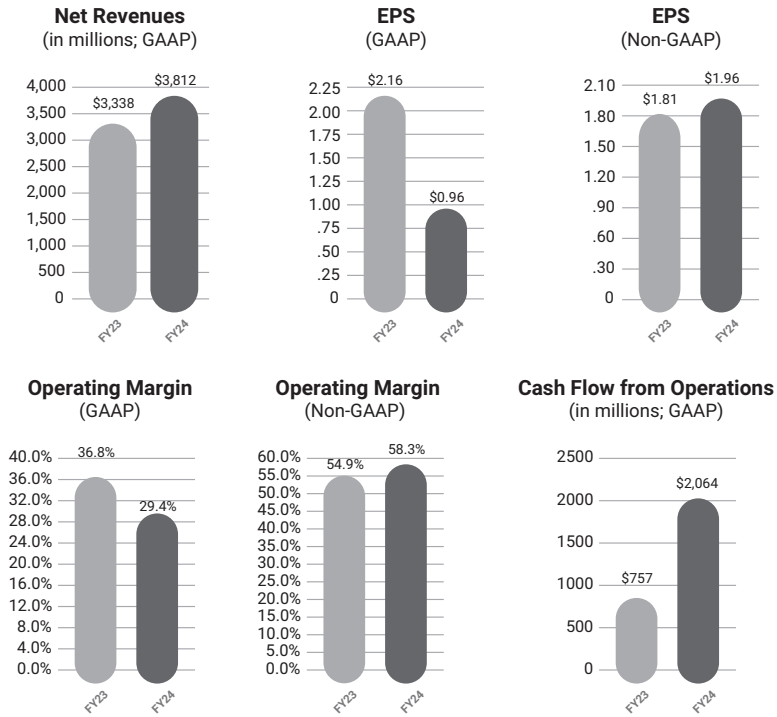 Net Revenues
(in millions; GAAP)
4,000
3,500
3,000
2,500
2,000
1,500
1,000
500
0
$3,338
$3,812
FY23
FY24
EPS
(GAAP)
2.25
2.00
1.75
1.50
1.25
1.00
.75
.50
.25
0
$2.16
$0.96
FY23
FY24
EPS
(Non-GAAP)
2.10
1.80
1.50
1.20
.90
.60
.30
0
$1.81
$1.96
FY23
FY24
Operating Margin
(GAAP)
40.0%
36.0%
32.0%
28.0%
24.0%
20.0%
16.0%
12.0%
8.0%
4.0%
0.0%
36.8%
29.4%
FY23
FY24
Operating Margin
(Non-GAAP)
60.0%
55.0%
50.0%
45.0%
40.0%
35.0%
30.0%
25.0%
20.0%
15.0%
10.0%
5.0%
0.0%
54.9%
58.3%
FY23
FY24
Cash Flow from Operations
(in millions; GAAP)
2500
2000
1500
1000
500
0
$757
$2,064
FY23
FY24